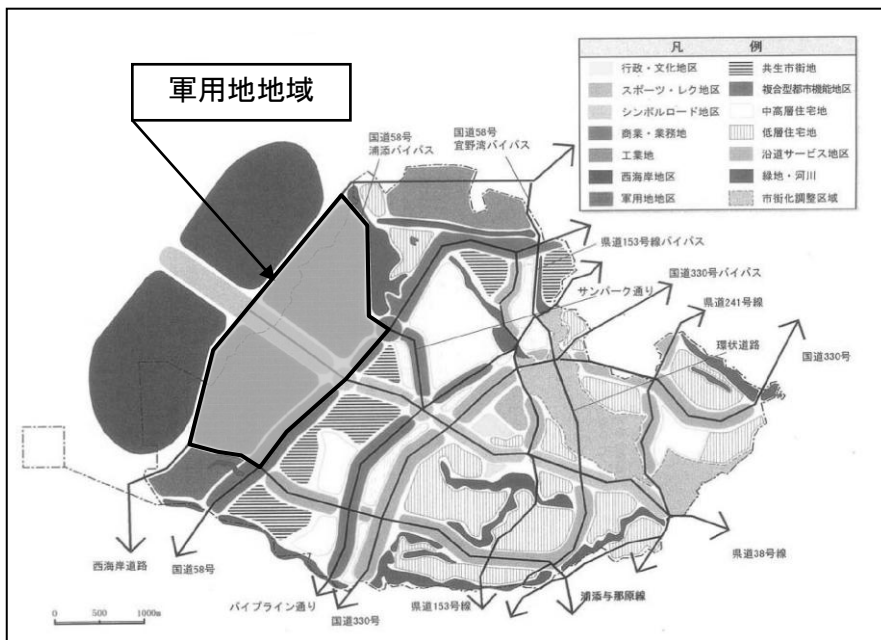 軍用地地域
凡 例
行政・文化地区
スポーツ・レク地区
シンボルロード地区
商業・業務地
工業地
西海岸地区
軍用地地区
共生市街地
複合型都市機能地区
中高層住宅地
低層住宅地
沿道サービス地区
緑地・河川
市街化調整区域
国道58号
浦添バイパス
国道58号
宜野湾バイパス
県道153号線バイパス
国道330号バイパス
サンパーク通り
県道241号線
環状道路
国道330号
県道38号線
浦添与那原線
県道153号線
国道330号
パイプライン通り
国道58号
西海岸道路
0 500 1000m